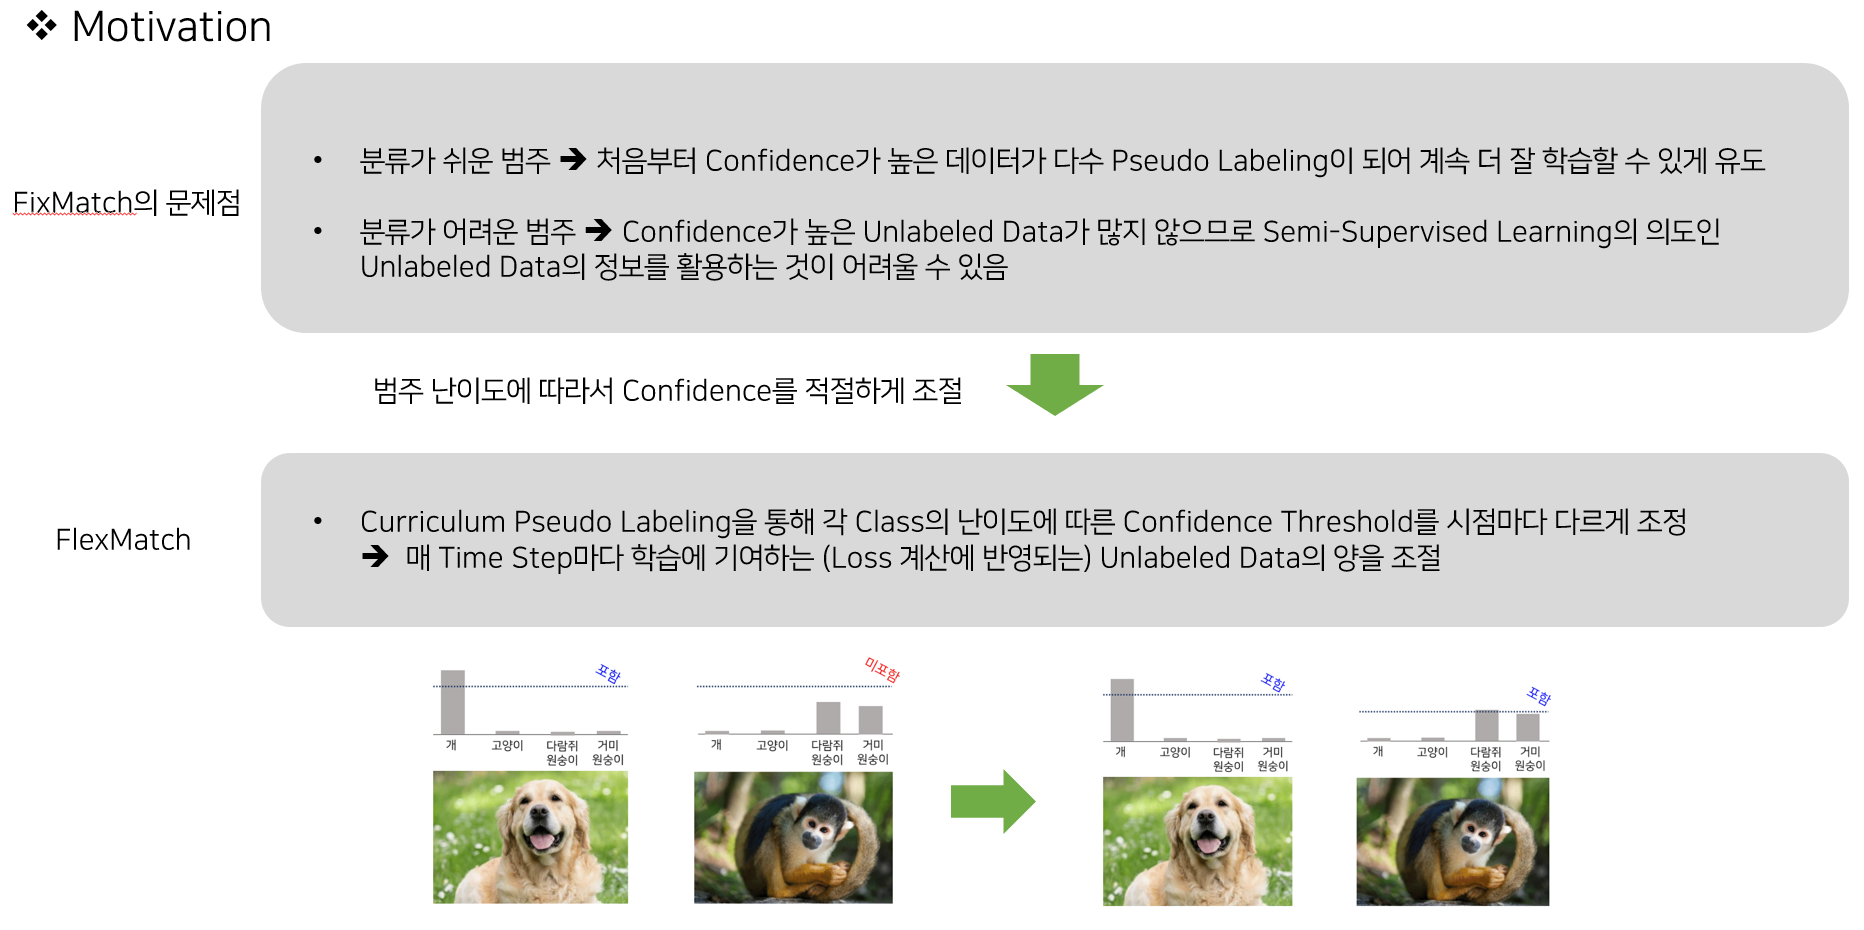 ❖ Motivation
FixMatch의 문제점
• 분류가 쉬운 범주 ➔ 처음부터 Confidence가 높은 데이터가 다수 Pseudo Labeling이 되어 계속 더 잘 학습할 수 있게 유도
• 분류가 어려운 범주 ➔ Confidence가 높은 Unlabeled Data가 많지 않으므로 Semi-Supervised Learning의 의도인
Unlabeled Data의 정보를 활용하는 것이 어려울 수 있음
범주 난이도에 따라서 Confidence를 적절하게 조절
FlexMatch
• Curriculum Pseudo Labeling을 통해 각 Class의 난이도에 따른 Confidence Threshold를 시점마다 다르게 조정
➔ 매 Time Step마다 학습에 기여하는 (Loss 계산에 반영되는) Unlabeled Data의 양을 조절
포함
개 고양이 다람쥐 거미
원숭이 원숭이
미포함
개 고양이 다람쥐 거미
원숭이 원숭이
포함
개 고양이 다람쥐 거미
원숭이 원숭이
포함
개 고양이 다람쥐 거미
원숭이 원숭이